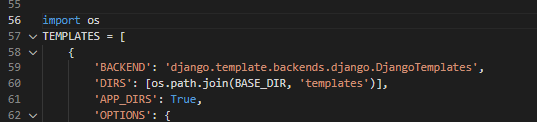 55
56 import os
57 TEMPLATES = [
58 {
59 'BACKEND': 'django.template.backends.django.DjangoTemplates',
60 'DIRS': [os.path.join(BASE_DIR, 'templates')],
61 'APP_DIRS': True,
62 'OPTIONS': {